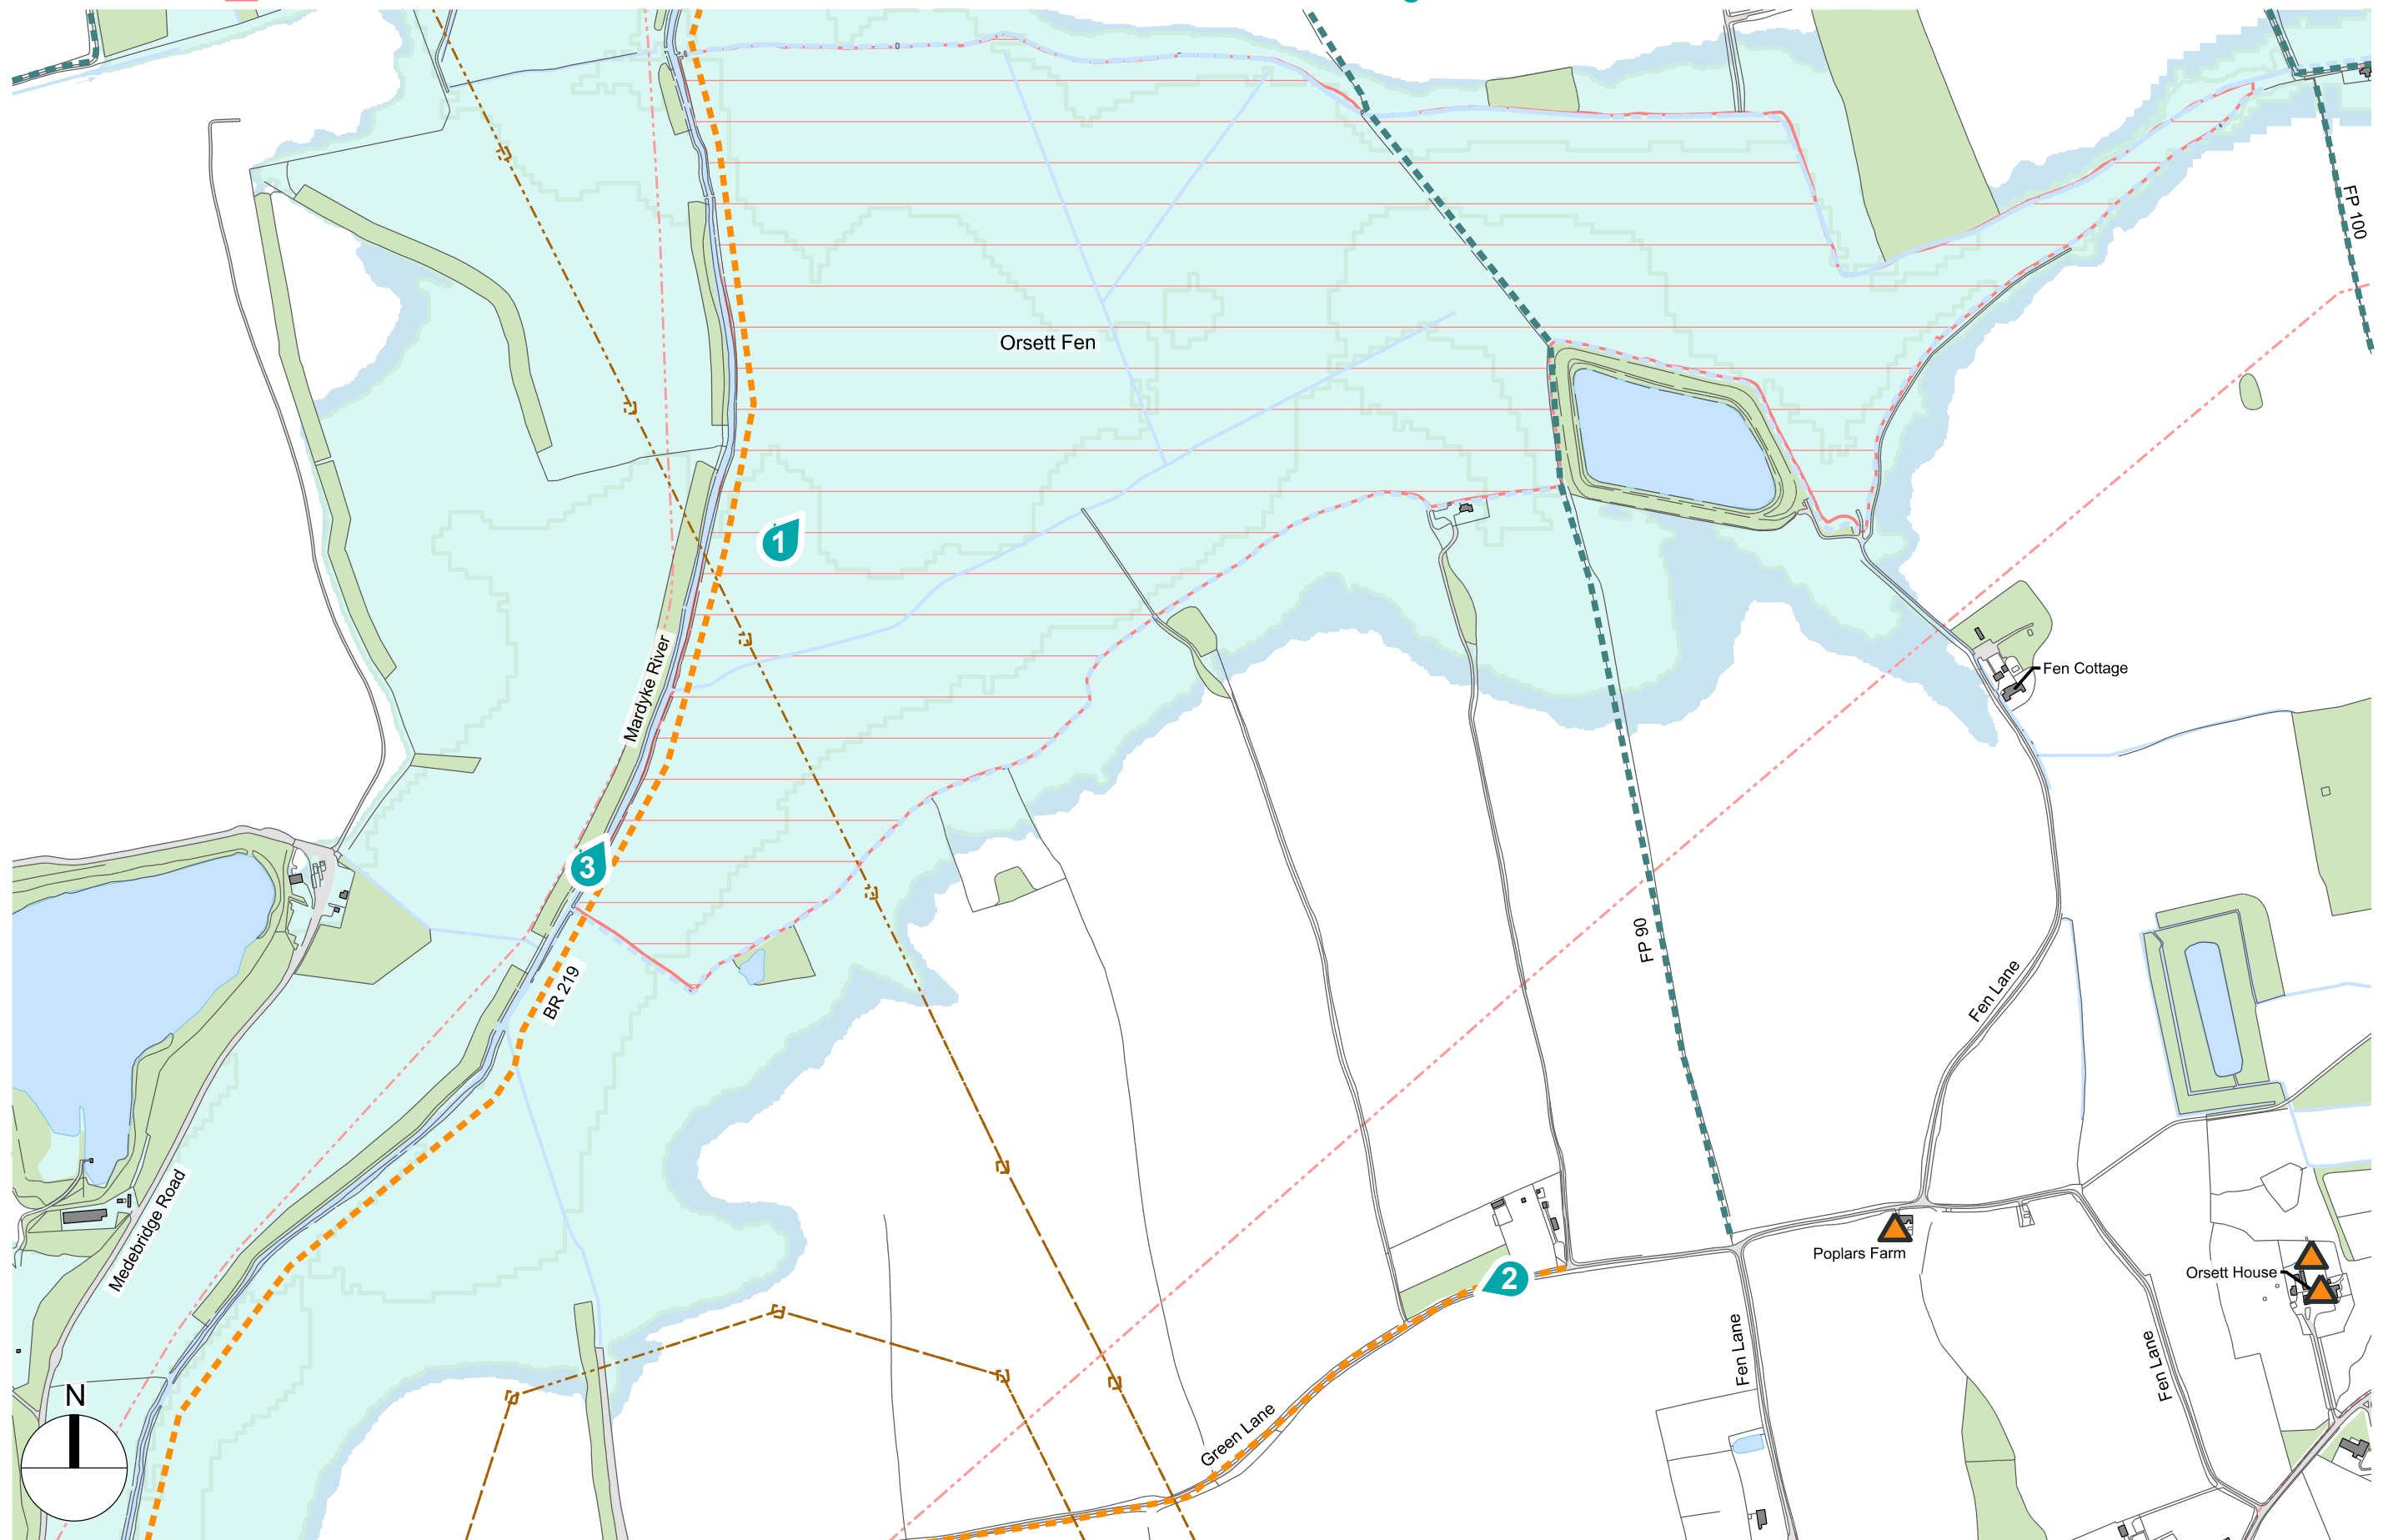 FP 100
Orsett Fen
1
Fen Cottage
Mardyke River
3
FP 90
BR 219
Fen Lane
Medebridge Road
Poplars Farm
Orsett House
2
Fen Lane
Fen Lane
N
Green Lane